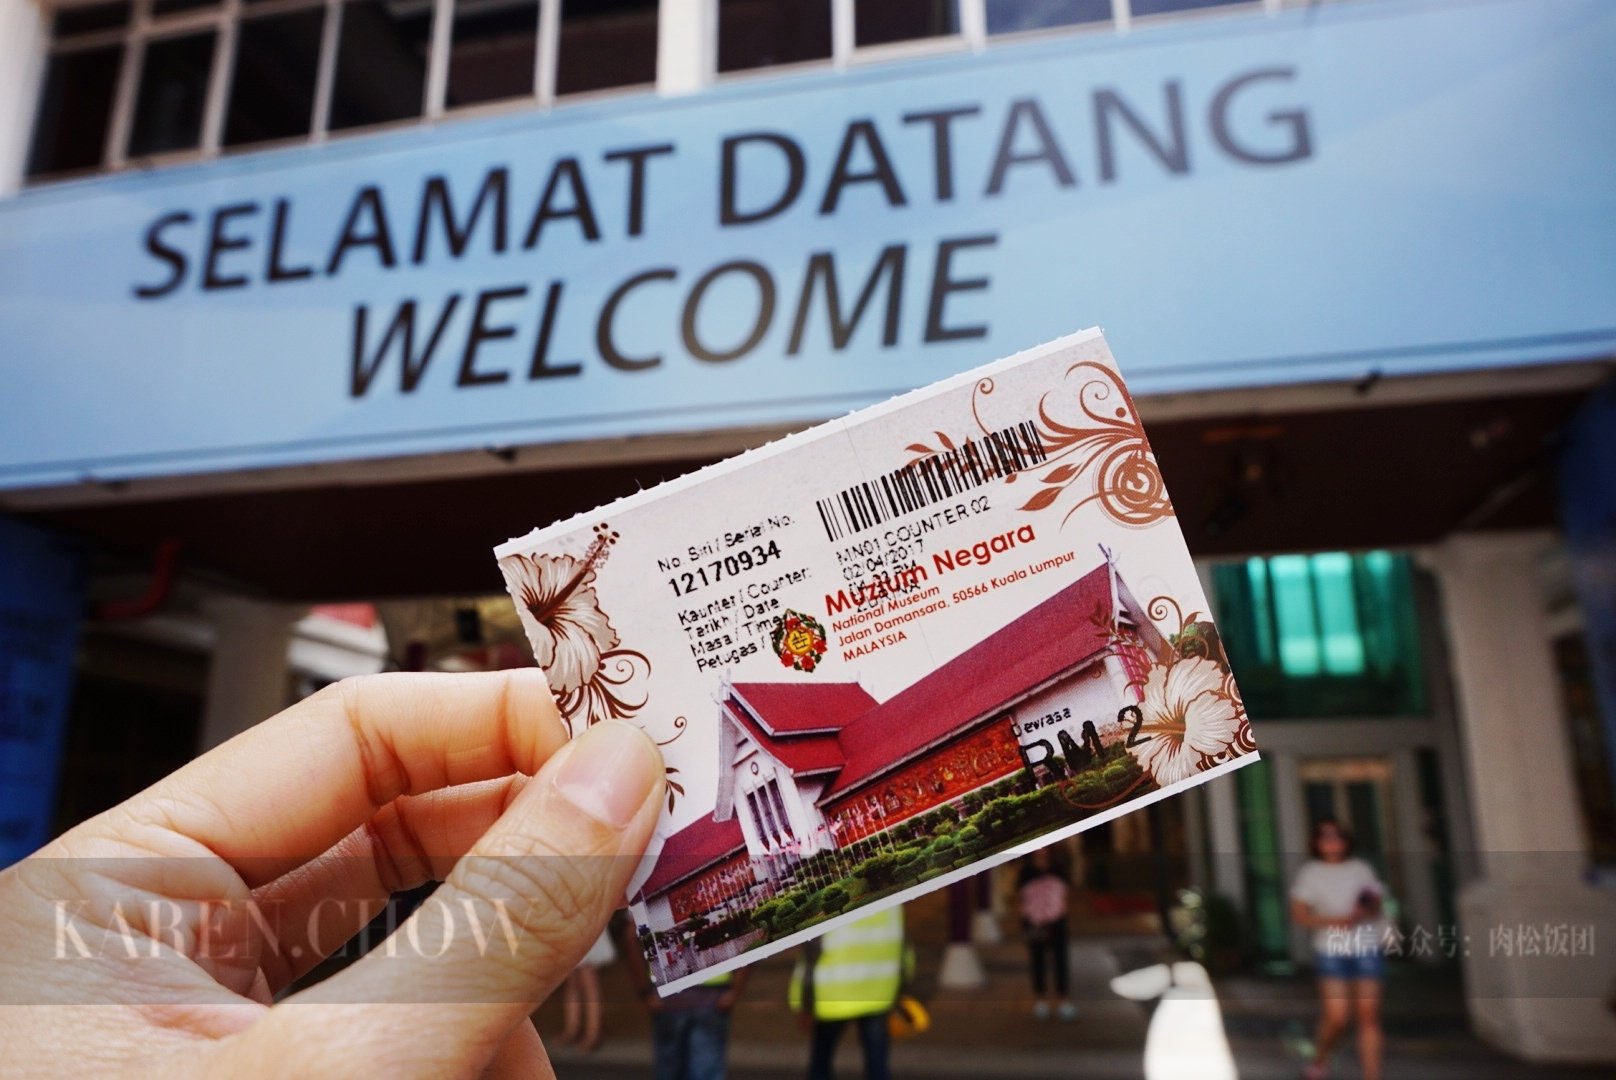 SELAMAT DATANG
WELCOME
No. Siri / Serial No.
12170934
Kaunter / Counter:
Tarikh / Date
Masa / Time
Petugas /
MN01 COUNTER 02
02/04/2017
Muzium Negara
National Museum
Jalan Damansara, 50566 Kuala Lumpur
MALAYSIA
Dewasa
RM 2
KAREN.CHOW
微信公众号：肉松饭团